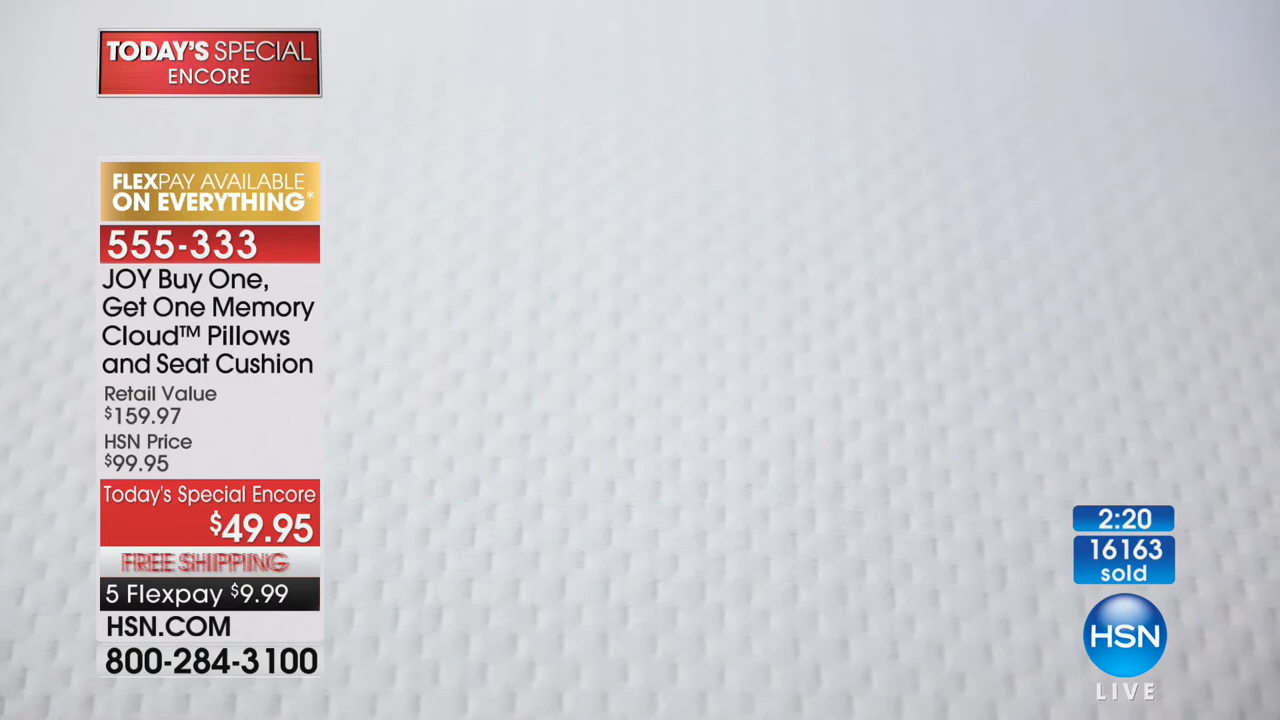 TODAY'S SPECIAL
ENCORE
FLEXPAY AVAILABLE
ON EVERYTHING*
555-333
JOY Buy One,
Get One Memory
Cloud™ Pillows
and Seat Cushion
Retail Value
$159.97
HSN Price
$99.95
Today's Special Encore
$49.95
FREE SHIPPING
5 Flexpay $9.99
HSN.COM
800-284-3100
2:20
16163
sold
HSN
LIVE